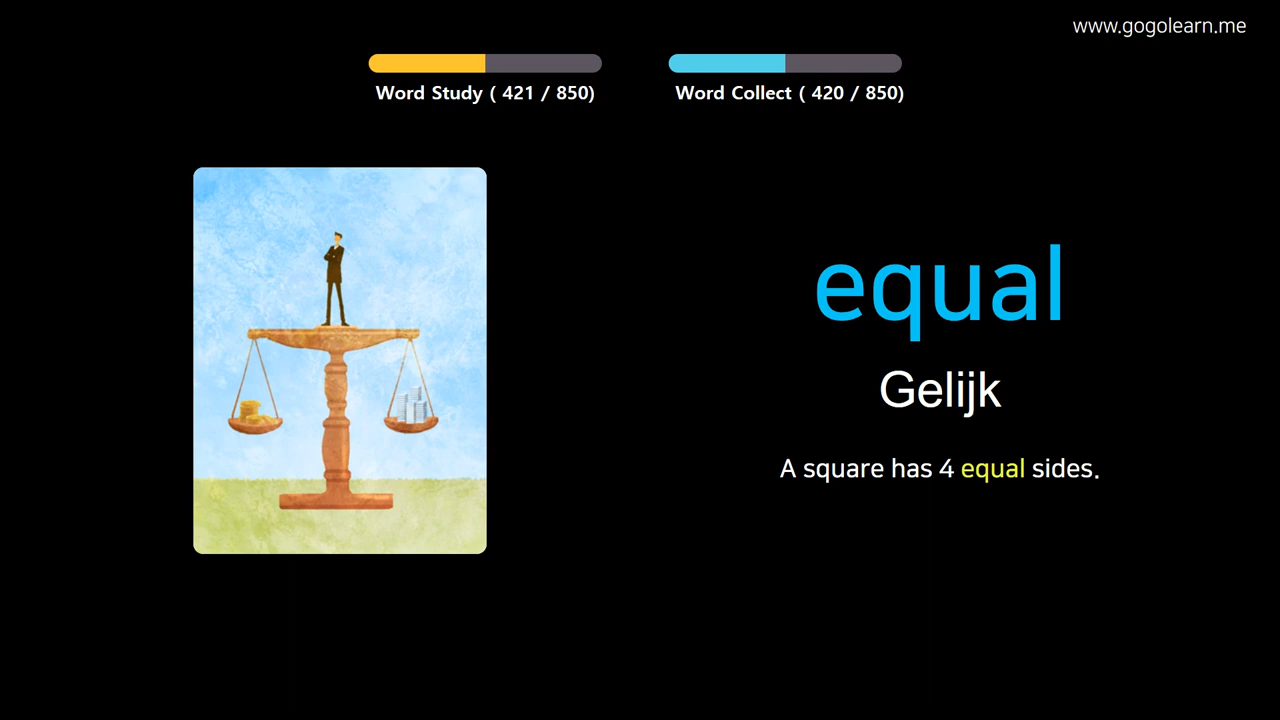 www.gogolearn.me
Word Study ( 421 / 850)
Word Collect ( 420 / 850)
equal
Gelijk
A square has 4 equal sides.